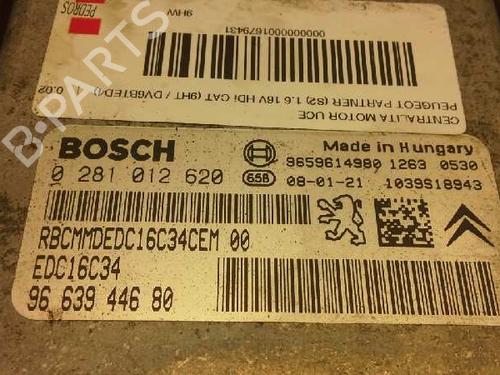 PEDROS
9HW
0000000001679431
PEUGEOT PARTNER (S2) 1.6 16V HDi CAT (9HT / DV6BTED4)
CENTRALITA MOTOR UCE
B-PARTS
BOSCH
0 281 012 620
65B
Made in Hungary
9659614980 1263 0530
08-01-21 1039S18943
RBCMMDEDC16C34CEM 00
EDC16C34
96 639 446 80